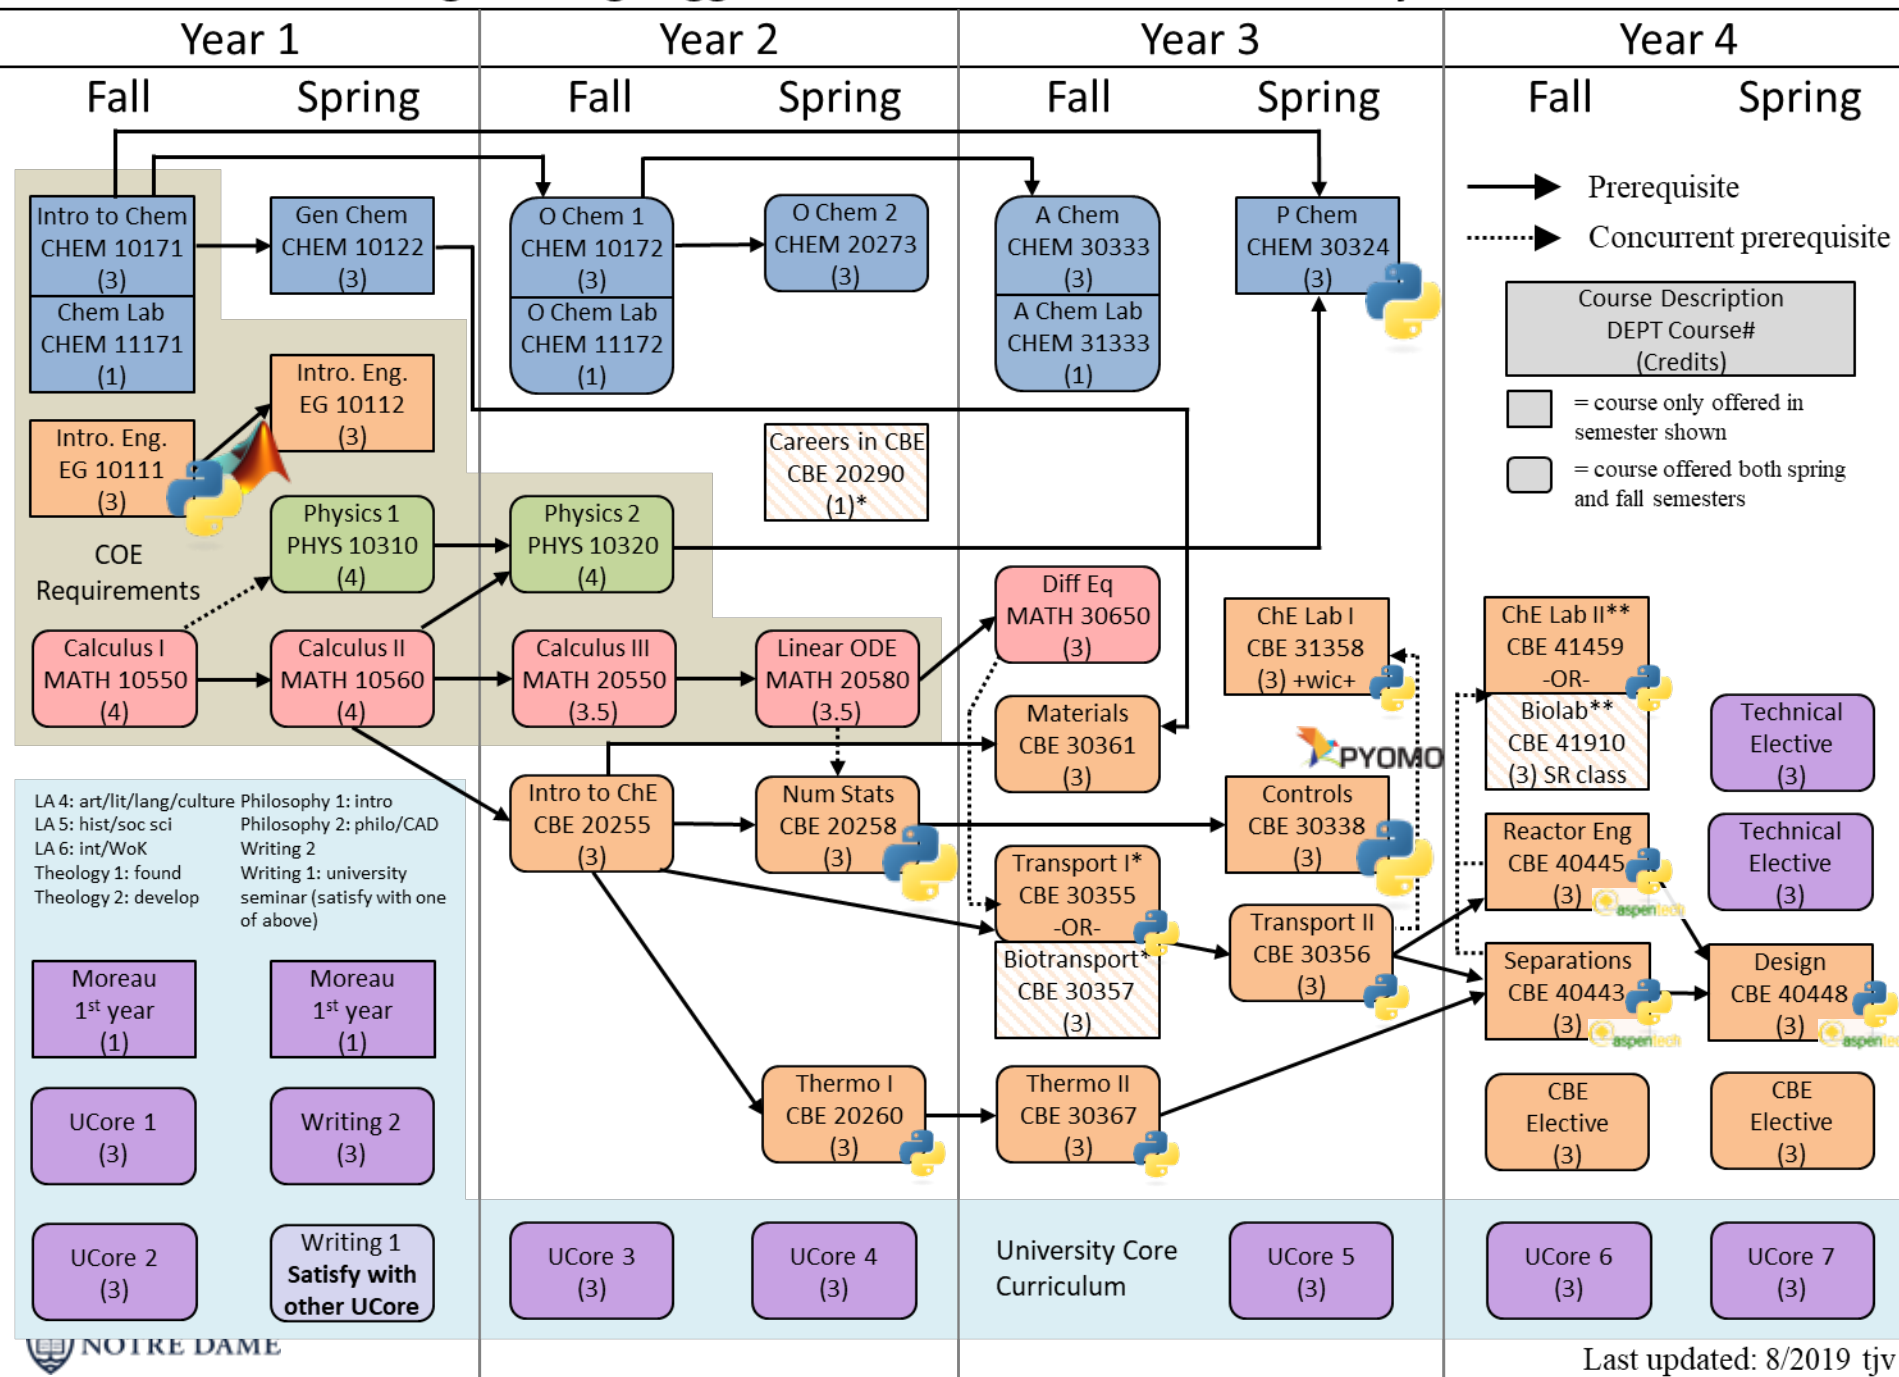 Year 1
Year 2
Year 3
Year 4
Fall
Spring
Fall
Spring
Fall
Spring
Fall
Spring
Intro to Chem
CHEM 10171
(3)
Chem Lab
CHEM 11171
(1)
Gen Chem
CHEM 10122
(3)
O Chem 1
CHEM 10172
(3)
O Chem Lab
CHEM 11172
(1)
O Chem 2
CHEM 20273
(3)
A Chem
CHEM 30333
(3)
A Chem Lab
CHEM 31333
(1)
P Chem
CHEM 30324
(3)
Prerequisite
Concurrent prerequisite
Course Description
DEPT Course#
(Credits)
= course only offered in
semester shown
= course offered both spring
and fall semesters
Intro. Eng.
EG 10111
(3)
Intro. Eng.
EG 10112
(3)
Careers in CBE
CBE 20290
(1)*
COE
Requirements
Physics 1
PHYS 10310
(4)
Physics 2
PHYS 10320
(4)
Calculus I
MATH 10550
(4)
Calculus II
MATH 10560
(4)
Calculus III
MATH 20550
(3.5)
Linear ODE
MATH 20580
(3.5)
Diff Eq
MATH 30650
(3)
Materials
CBE 30361
(3)
ChE Lab I
CBE 31358
(3) +wic+
PYOMO
ChE Lab II**
CBE 41459
-OR-
Biolab**
CBE 41910
(3) SR class
Technical
Elective
(3)
Intro to ChE
CBE 20255
(3)
Num Stats
CBE 20258
(3)
Controls
CBE 30338
(3)
Reactor Eng
CBE 40445
(3)
aspentech
Technical
Elective
(3)
LA 4: art/lit/lang/culture
LA 5: hist/soc sci
LA 6: int/WoK
Theology 1: found
Theology 2: develop
Philosophy 1: intro
Philosophy 2: philo/CAD
Writing 2
Writing 1: university
seminar (satisfy with one
of above)
Transport I*
CBE 30355
-OR-
Biotransport*
CBE 30357
(3)
Transport II
CBE 30356
(3)
Separations
CBE 40443
(3)
aspentech
Design
CBE 40448
(3)
aspente
Moreau
1st year
(1)
Moreau
1st year
(1)
Thermo I
CBE 20260
(3)
Thermo II
CBE 30367
(3)
CBE
Elective
(3)
CBE
Elective
(3)
UCore 1
(3)
Writing 2
(3)
UCore 2
(3)
Writing 1
Satisfy with
other UCore
UCore 3
(3)
UCore 4
(3)
University Core
Curriculum
UCore 5
(3)
UCore 6
(3)
UCore 7
(3)
NOTRE DAME
Last updated: 8/2019 tjv